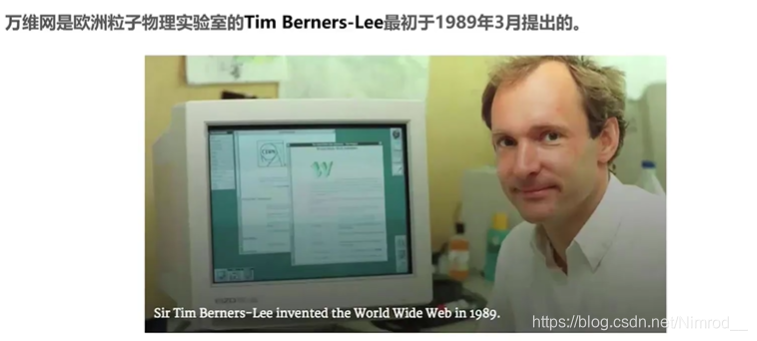 万维网是欧洲粒子物理实验室的Tim Berners-Lee最初于1989年3月提出的。
CERN
W
Sir Tim Berners-Lee invented the World Wide Web in 1989.
https://blog.csdn.net/Nimrod__